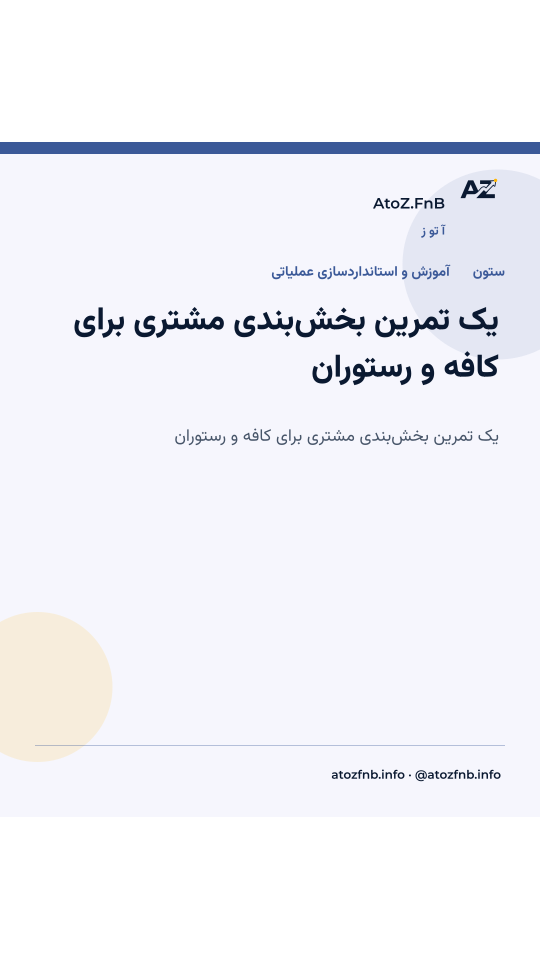 AZ
AtoZ.FnB
آ تو ز
ستون آموزش و استانداردسازی عملیاتی
یک تمرین بخش‌بندی مشتری برای
کافه و رستوران
یک تمرین بخش‌بندی مشتری برای کافه و رستوران
atozfnb.info · @atozfnb.info